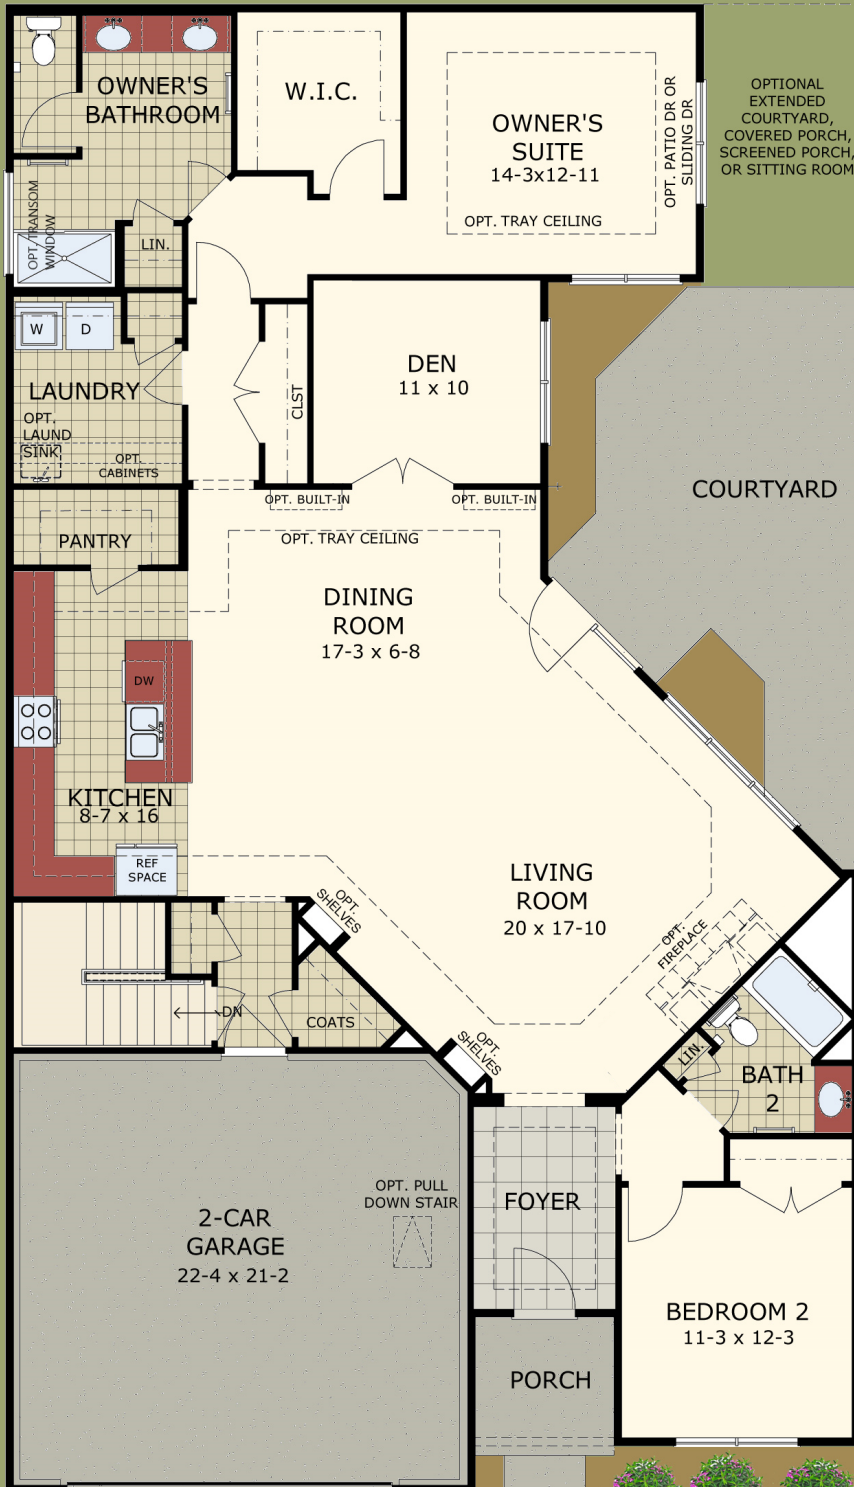 OWNER'S
BATHROOM
W.I.C.
OWNER'S
SUITE
14-3x12-11
OPT. TRAY CEILING
OPT. PATIO DR OR
SLIDING DR
OPTIONAL
EXTENDED
COURTYARD,
COVERED PORCH,
SCREENED PORCH,
OR SITTING ROOM
OPT. TRANSOM
WINDOW
LIN.
W
D
LAUNDRY
OPT.
LAUND
SINK
OPT.
CABINETS
CLST
DEN
11 x 10
COURTYARD
OPT. BUILT-IN
OPT. BUILT-IN
PANTRY
OPT. TRAY CEILING
DINING
ROOM
17-3 x 6-8
DW
KITCHEN
8-7 x 16
REF
SPACE
LIVING
ROOM
20 x 17-10
OPT.
SHELVES
OPT.
FIREPLACE
DN
COATS
OPT.
SHELVES
LIN.
BATH
2
2-CAR
GARAGE
22-4 x 21-2
OPT. PULL
DOWN STAIR
FOYER
BEDROOM 2
11-3 x 12-3
PORCH